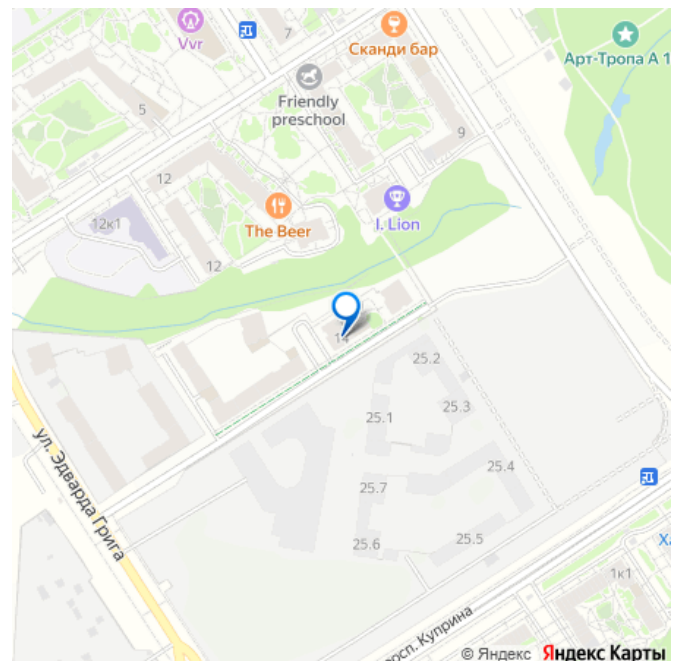 Vvr
7
Сканди бар
Арт-Тропа А 1
Friendly
preschool
5
9
12
12к1
The Beer
I. Lion
12
14
25.2
25.1
25.3
25.4
25.7
25.6
25.5
ул. Эдварда Грига
1к1
Ха
росп. Куприна
© Яндекс Яндекс Карты